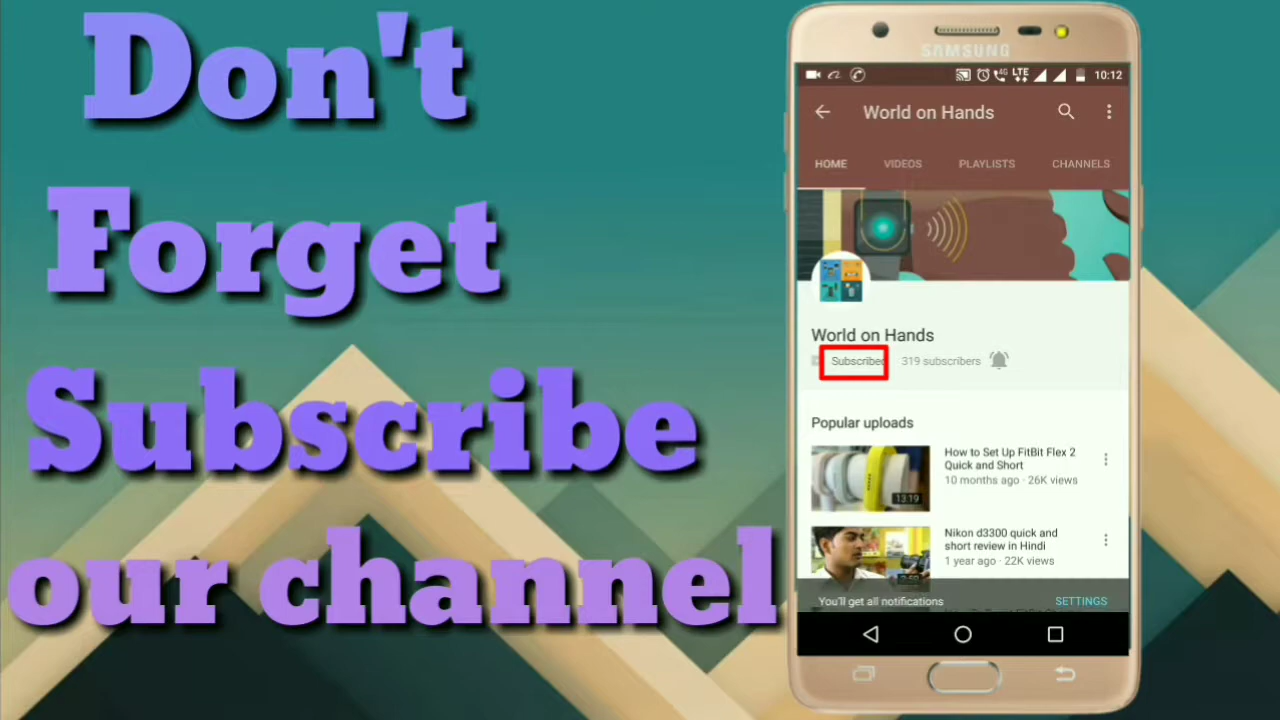 Don't
Forget
Subscribe
our channel
SAMSUNG
4G LTE 10:12
World on Hands
HOME VIDEOS PLAYLISTS CHANNELS
World on Hands
Subscribed 319 subscribers
Popular uploads
How to Set Up FitBit Flex 2
Quick and Short
10 months ago · 26K views
13:19
Nikon d3300 quick and
short review in Hindi
1 year ago · 22K views
You'll get all notifications SETTINGS